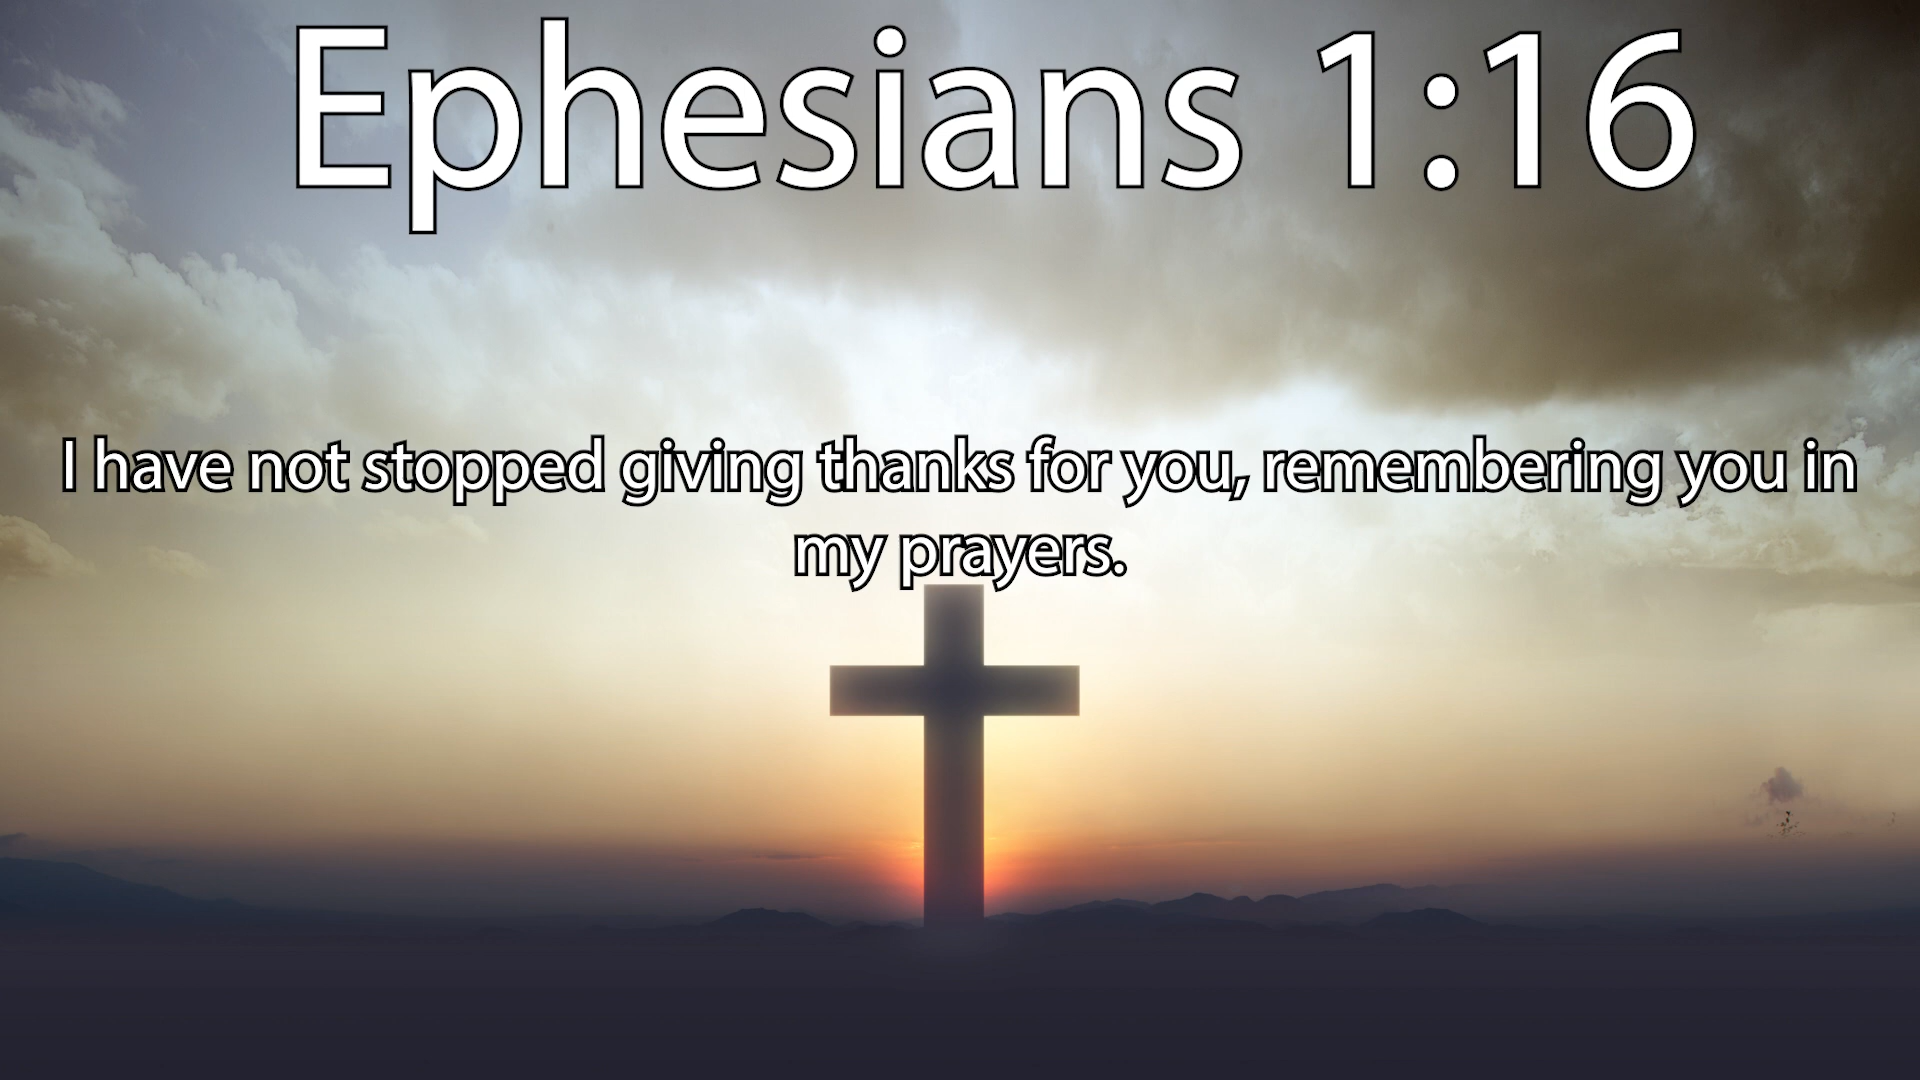 Ephesians 1:16
I have not stopped giving thanks for you, remembering you in
my prayers.